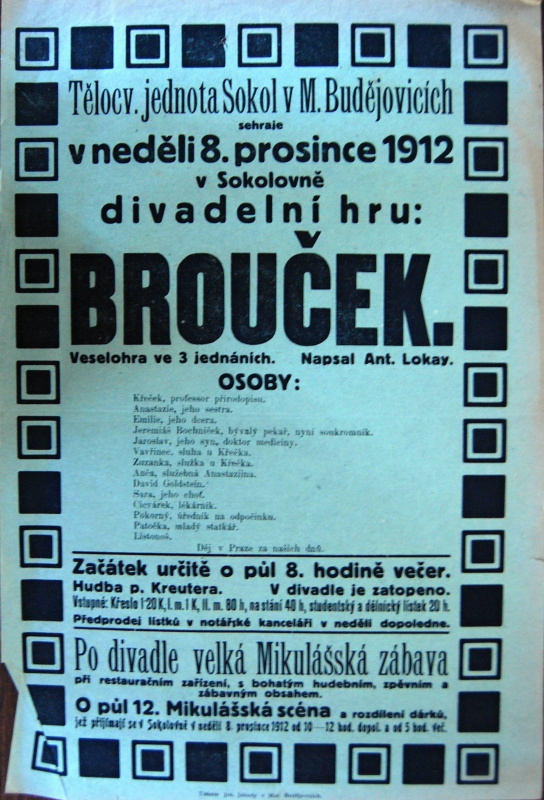 Tělocv. jednota Sokol v M. Budějovicích
sehraje
v neděli 8. prosince 1912
v Sokolovně
divadelní hru:
BROUČEK.
Veselohra ve 3 jednáních. Napsal Ant. Lokay.
OSOBY:
Křeček, professor přírodopisu.
Anastazie, jeho sestra.
Emilie, jeho dcera.
Jeremiáš Bochníček, bývalý pekař, nyní soukromník.
Jaroslav, jeho syn, doktor mediciny.
Vavřinec, sluha u Křečka.
Zuzanka, služka u Křečka.
Anča, služebná Anastaziina.
David Goldstein.
Sara, jeho choť.
Cicvárek, lékárník.
Pokorný, úředník na odpočinku.
Patočka, mladý statkář.
Listonoš.
Děj v Praze za našich dnů.
Začátek určitě o půl 8. hodině večer.
Hudba p. Kreutera. V divadle je zatopeno.
Vstupné: Křeslo 1·20 K, I. m. 1 K, II. m. 80 h, na stání 40 h, studentský a dělnický lístek 20 h.
Předprodej lístků v notářské kanceláři v neděli dopoledne.
Po divadle velká Mikulášská zábava
při restauračním zařízení, s bohatým hudebním, zpěvním a
zábavným obsahem.
O půl 12. Mikulášská scéna a rozdílení dárků,
jež přijímají se v Sokolovně v neděli 8. prosince 1912 od 10—12 hod. dopol. a od 5 hod. več.